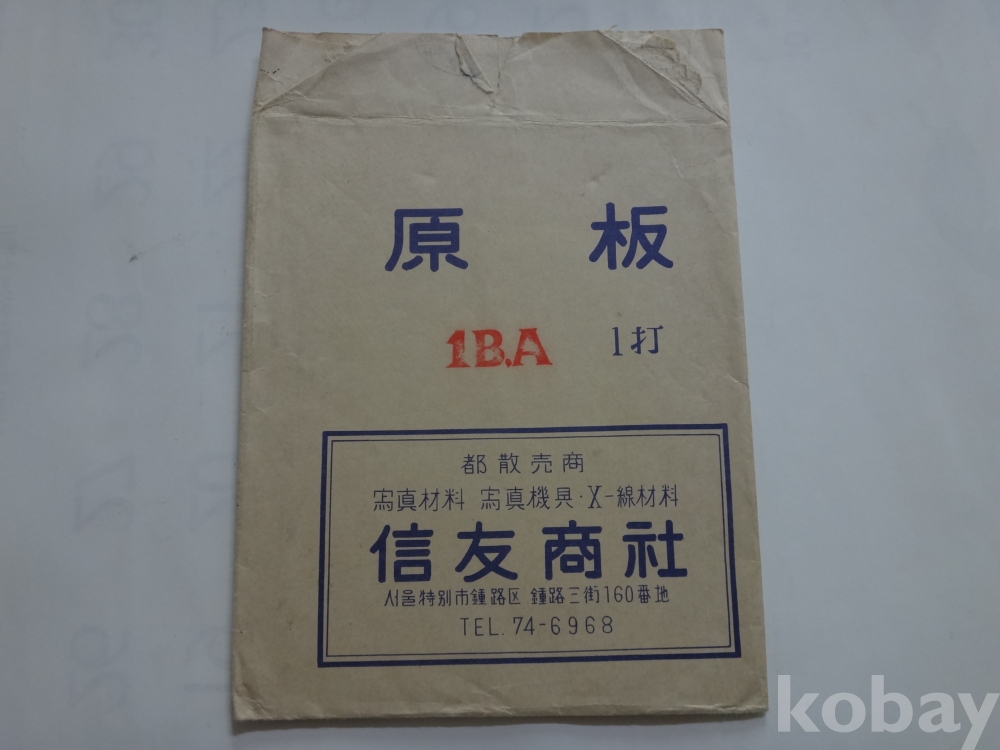 原板
1B.A 1打
都散売商
寫真材料 寫真機具·X-線材料
信友商社
서울特別市鍾路区 鍾路三街160番地
TEL. 74-6968
kobay